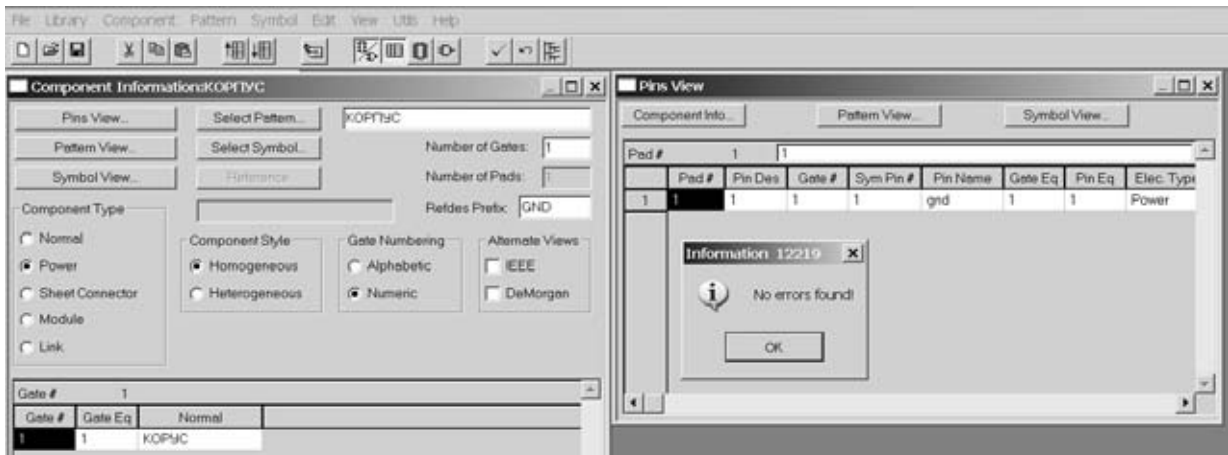 File Library Component Pattern Symbol Edit View Utils Help
Component Information:КОРПУС
Pins View...
Select Pattern...
КОРПУС
Pattern View...
Select Symbol...
Number of Gates:
1
Symbol View...
Reference
Number of Pads:
1
Component Type
Refdes Prefix:
GND
Normal
Power
Sheet Connector
Module
Link
Component Style
Homogeneous
Heterogeneous
Gate Numbering
Alphabetic
Numeric
Alternate Views
IEEE
DeMorgan
Gate #
1
Gate # Gate Eq Normal
1 1 КОРУС
Pins View
Component Info...
Pattern View...
Symbol View...
Pad #
1
1
Pad # Pin Des Gate # Sym Pin # Pin Name Gate Eq Pin Eq Elec. Type
1 1 1 1 1 gnd 1 1 Power
Information 12219
No errors found!
OK